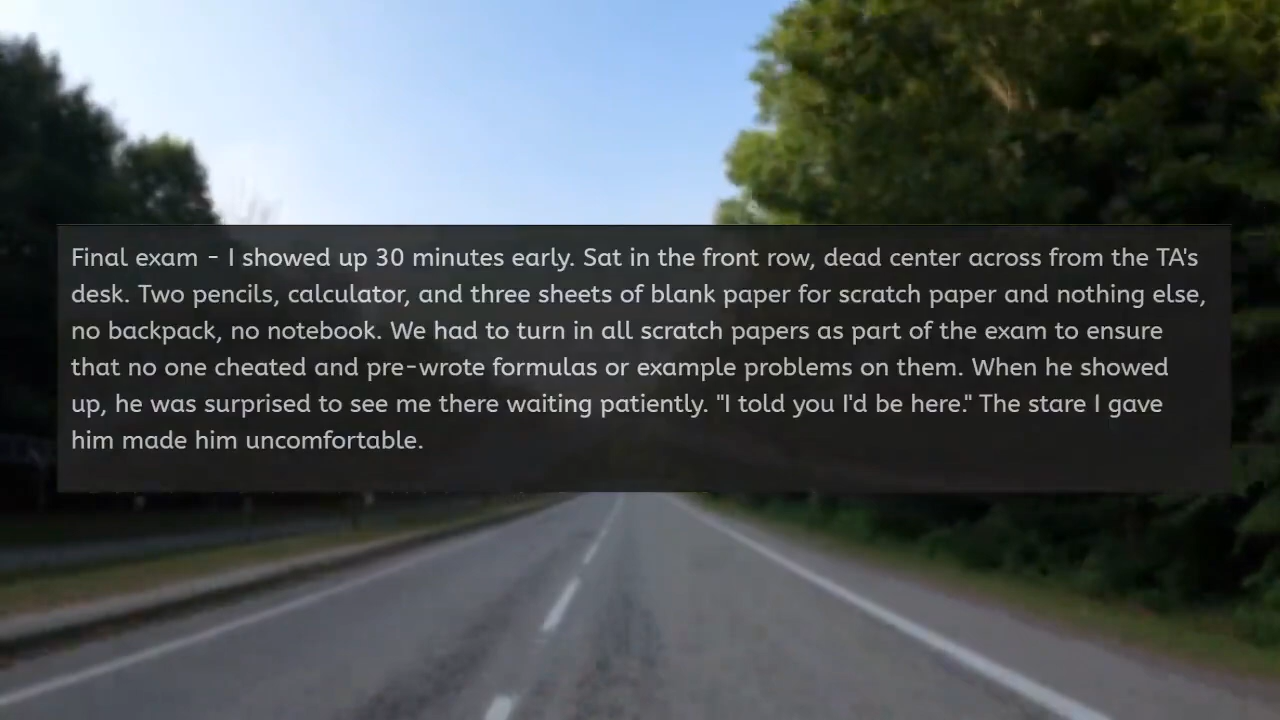 Final exam - I showed up 30 minutes early. Sat in the front row, dead center across from the TA's
desk. Two pencils, calculator, and three sheets of blank paper for scratch paper and nothing else,
no backpack, no notebook. We had to turn in all scratch papers as part of the exam to ensure
that no one cheated and pre-wrote formulas or example problems on them. When he showed
up, he was surprised to see me there waiting patiently. "I told you I'd be here." The stare I gave
him made him uncomfortable.